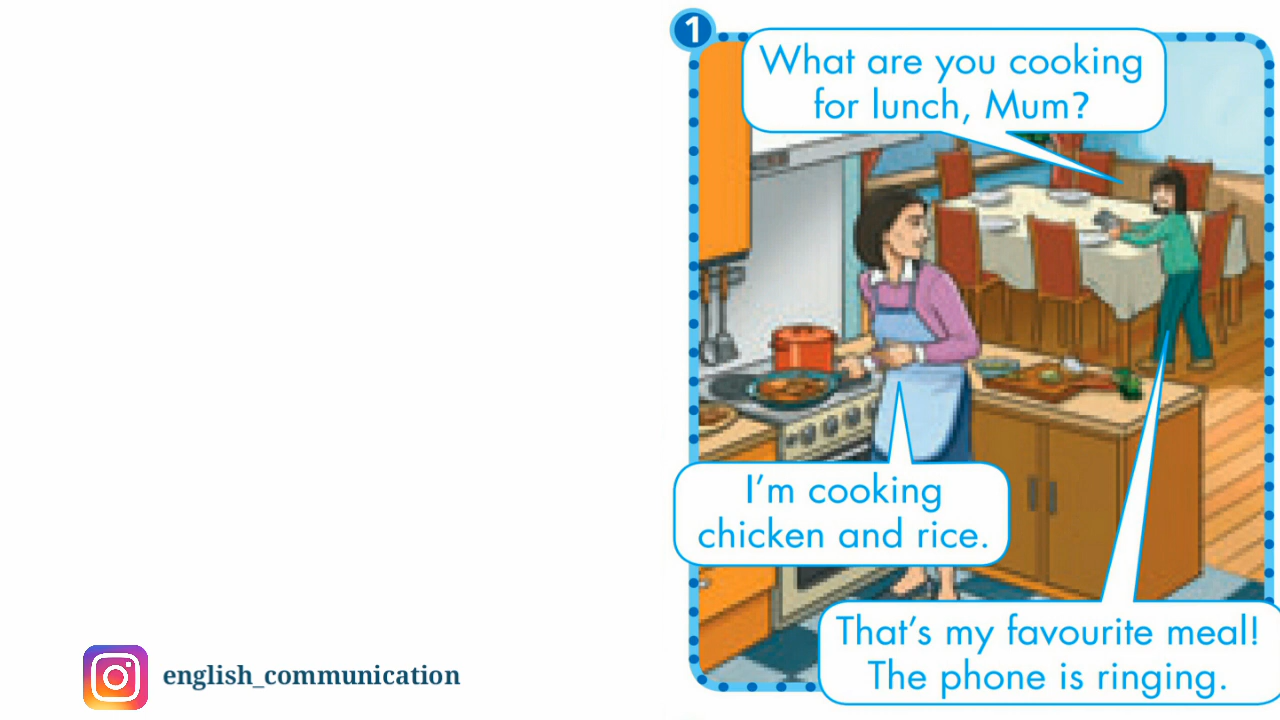 1
What are you cooking
for lunch, Mum?
I'm cooking
chicken and rice.
That's my favourite meal!
The phone is ringing.
english_communication